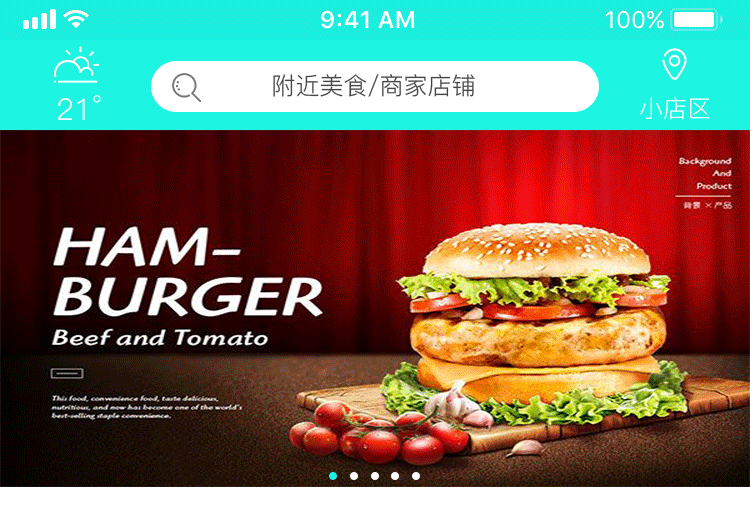 9:41 AM
100%
21°
附近美食/商家店铺
小店区
Background
And
Product
背景 × 产品
HAM-
BURGER
Beef and Tomato
This food, convenience food, taste delicious,
nutritious, and now has become one of the world's
best-selling staple convenience.